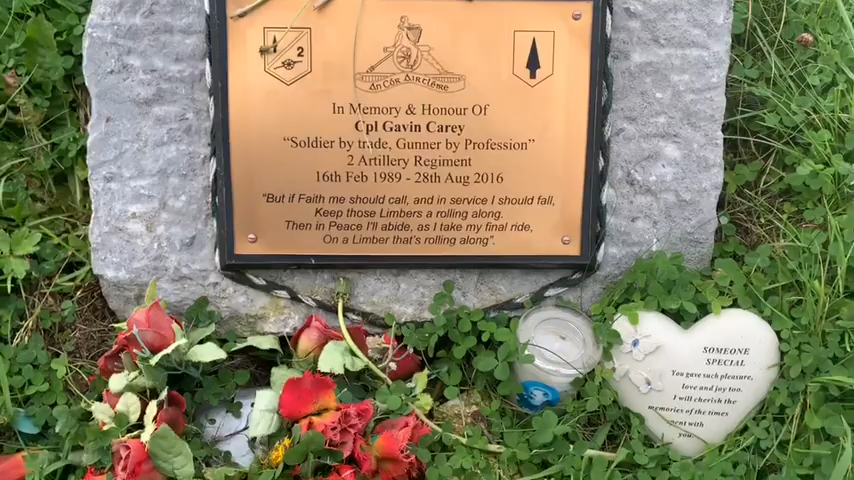 2
An Cór Airtléire
In Memory & Honour Of
Cpl Gavin Carey
“Soldier by trade, Gunner by Profession”
2 Artillery Regiment
16th Feb 1989 - 28th Aug 2016
"But if Faith me should call, and in service I should fall,
Keep those Limbers a rolling along.
Then in Peace I'll abide, as I take my final ride,
On a Limber that's rolling along".
SOMEONE
SPECIAL
You gave such pleasure,
love and joy too.
I will cherish the
memories of the times
with
you.